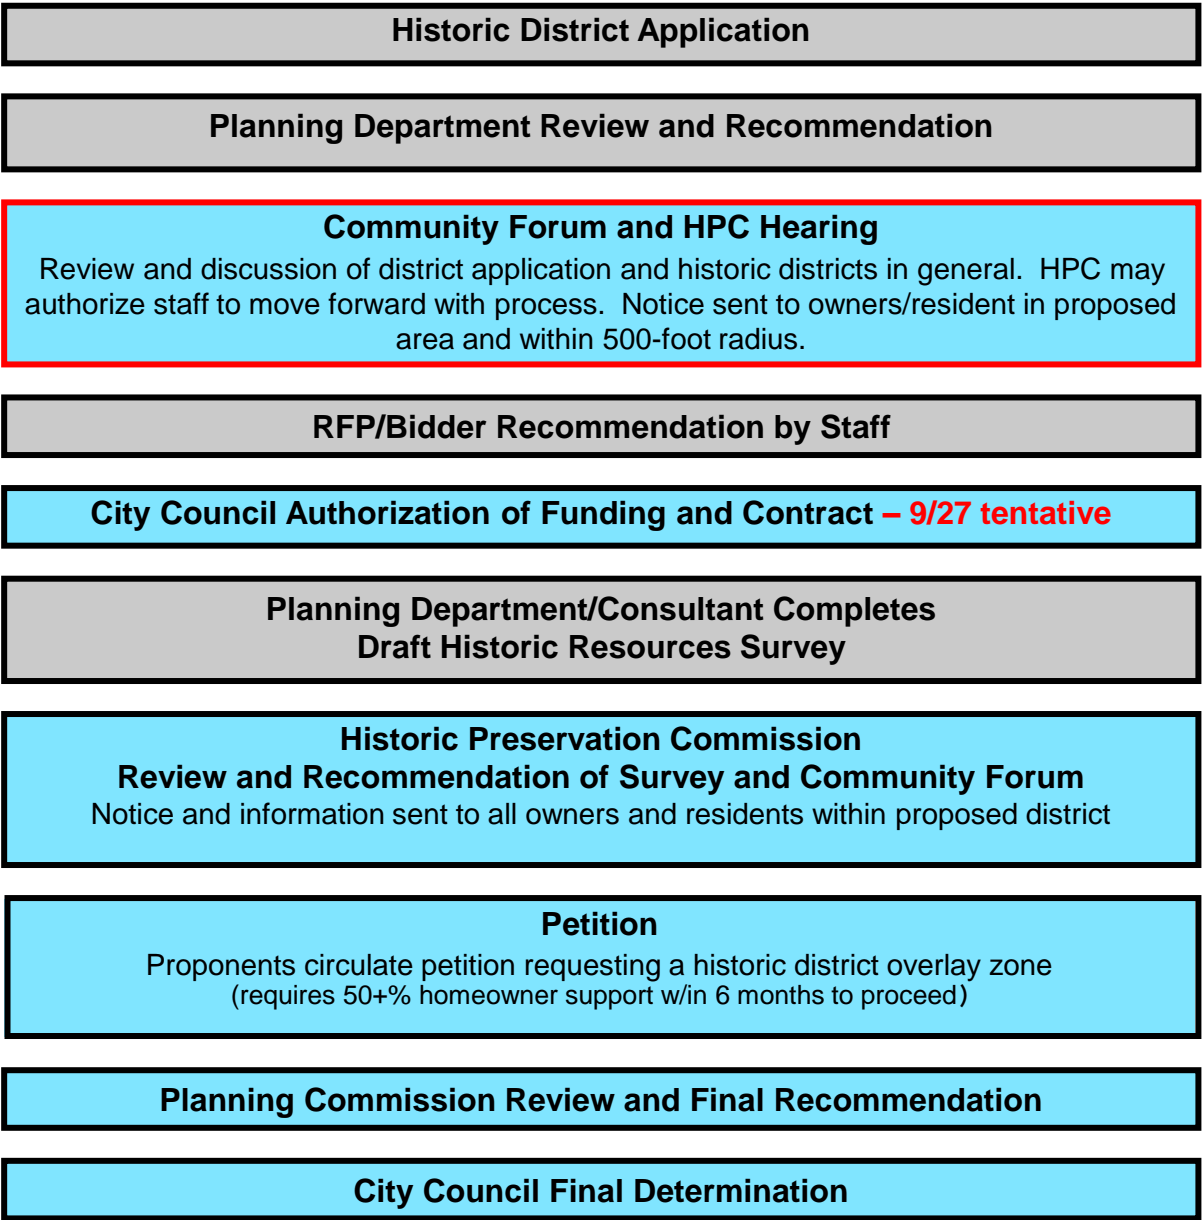 Historic District Application
Planning Department Review and Recommendation
Community Forum and HPC Hearing
Review and discussion of district application and historic districts in general.  HPC may
authorize staff to move forward with process.  Notice sent to owners/resident in proposed
area and within 500-foot radius.
RFP/Bidder Recommendation by Staff
City Council Authorization of Funding and Contract – 9/27 tentative
Planning Department/Consultant Completes
Draft Historic Resources Survey
Historic Preservation Commission
Review and Recommendation of Survey and Community Forum
Notice and information sent to all owners and residents within proposed district
Petition
Proponents circulate petition requesting a historic district overlay zone
(requires 50+% homeowner support w/in 6 months to proceed)
Planning Commission Review and Final Recommendation
City Council Final Determination